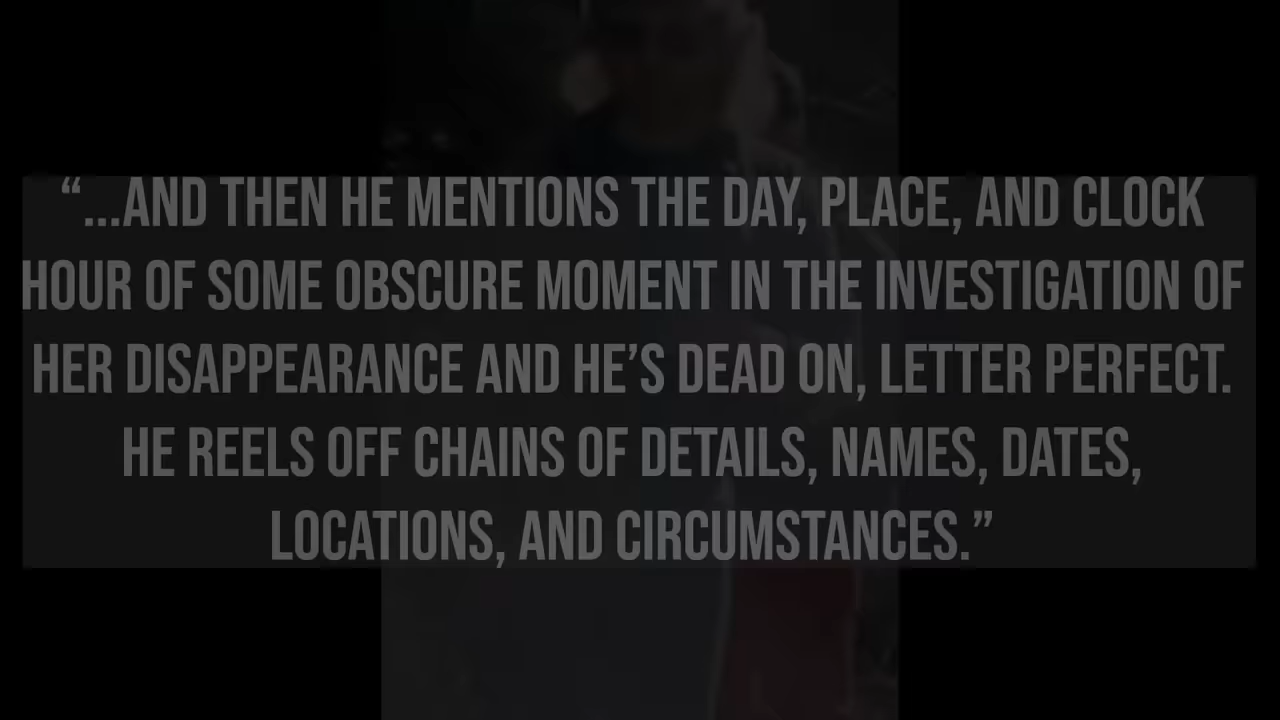 “...AND THEN HE MENTIONS THE DAY, PLACE, AND CLOCK
HOUR OF SOME OBSCURE MOMENT IN THE INVESTIGATION OF
HER DISAPPEARANCE AND HE’S DEAD ON, LETTER PERFECT.
HE REELS OFF CHAINS OF DETAILS, NAMES, DATES,
LOCATIONS, AND CIRCUMSTANCES.”